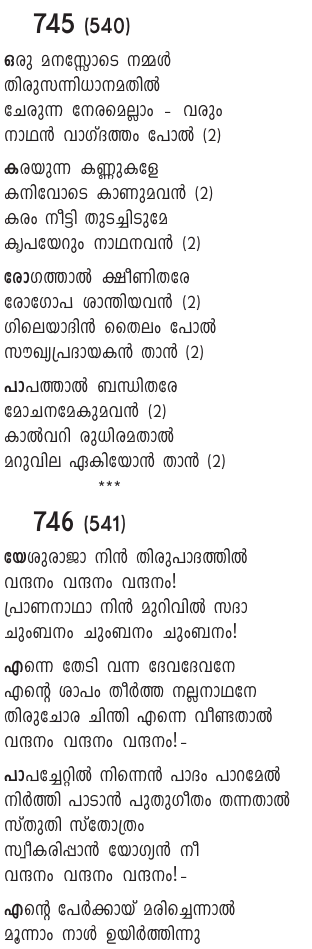 745 (540)
ഒരു മനസ്സോടെ നമ്മൾ
തിരുസന്നിധാനമതിൽ
ചേരുന്ന നേരമെല്ലാം - വരും
നാഥൻ വാഗ്ദത്തം പോൽ (2)
കരയുന്ന കണ്ണുകളേ
കനിവോടെ കാണുമവൻ (2)
കരം നീട്ടി തുടച്ചിടുമേ
കൃപയേറും നാഥനവൻ (2)
രോഗത്താൽ ക്ഷീണിതരേ
രോഗോപ ശാന്തിയവൻ (2)
ഗിലെയാദിൻ തൈലം പോൽ
സൗഖ്യപ്രദായകൻ താൻ (2)
പാപത്താൽ ബന്ധിതരേ
മോചനമേകുമവൻ (2)
കാൽവറി രുധിരമതാൽ
മറുവില ഏകിയോൻ താൻ (2)
***
746 (541)
യേശുരാജാ നിൻ തിരുപാദത്തിൽ
വന്ദനം വന്ദനം വന്ദനം!
പ്രാണനാഥാ നിൻ മുറിവിൽ സദാ
ചുംബനം ചുംബനം ചുംബനം!
എന്നെ തേടി വന്ന ദേവദേവനേ
എന്റെ ശാപം തീർത്ത നല്ലനാഥനേ
തിരുചോര ചിന്തി എന്നെ വീണ്ടതാൽ
വന്ദനം വന്ദനം വന്ദനം!-
പാപച്ചേറ്റിൽ നിന്നെൻ പാദം പാറമേൽ
നിർത്തി പാടാൻ പുതുഗീതം തന്നതാൽ
സ്തുതി സ്തോത്രം
സ്വീകരിപ്പാൻ യോഗ്യൻ നീ
വന്ദനം വന്ദനം വന്ദനം!-
എന്റെ പേർക്കായ് മരിച്ചെന്നാൽ
മൂന്നാം നാൾ ഉയിർത്തിന്നു